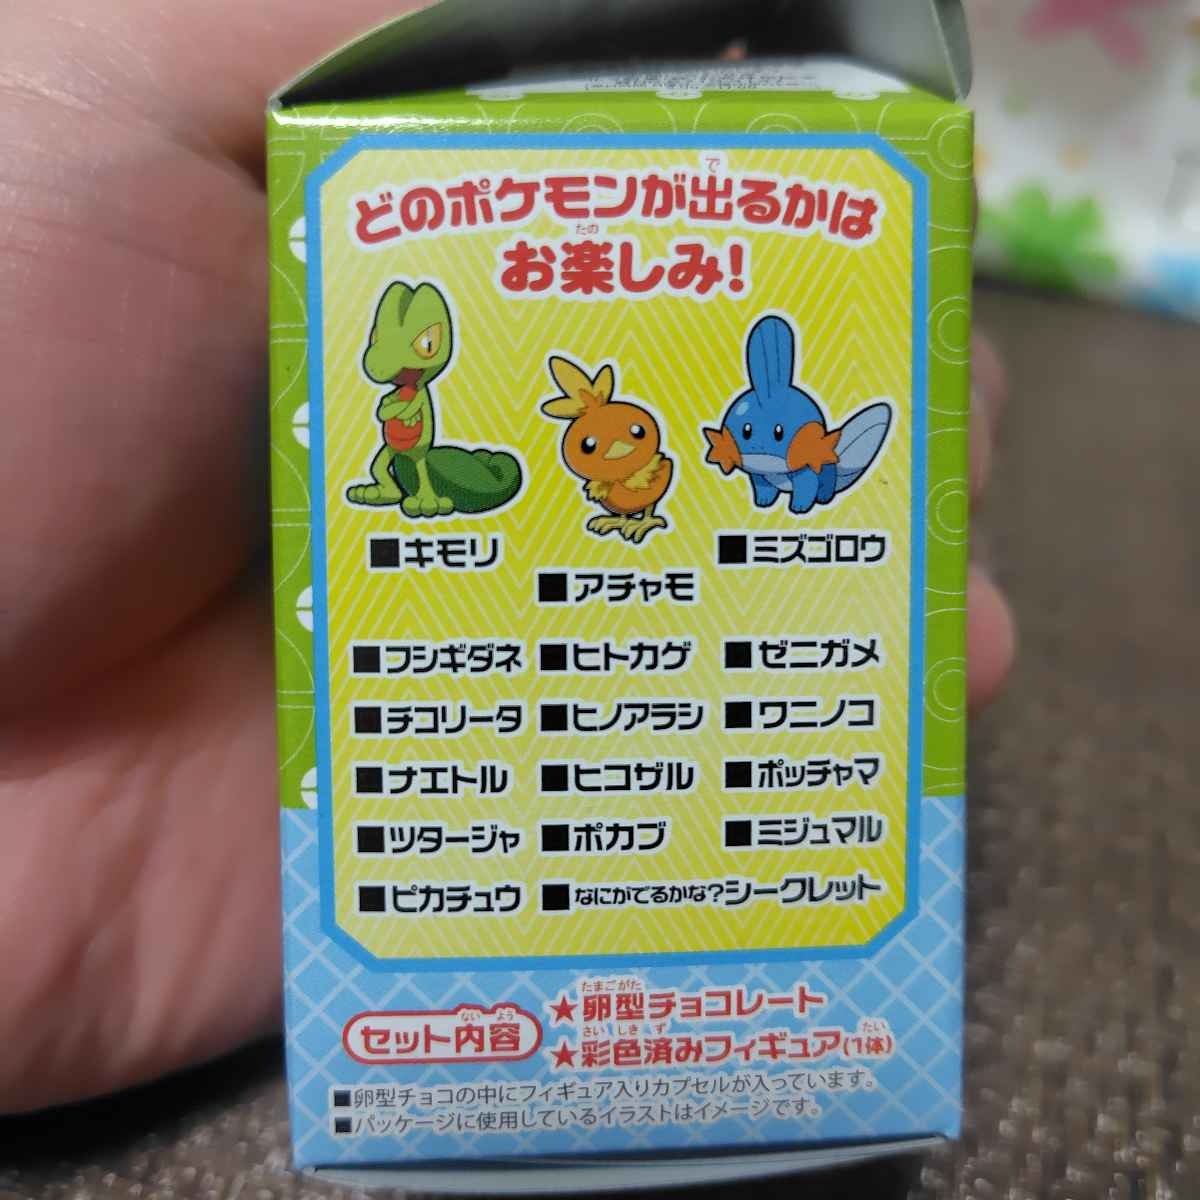 どのポケモンが出るかは
お楽しみ!
■キモリ
■アチャモ
■ミズゴロウ
■フシギダネ ■ヒトカゲ ■ゼニガメ
■チコリータ ■ヒノアラシ ■ワニノコ
■ナエトル ■ヒコザル ■ポッチャマ
■ツタージャ ■ポカブ ■ミジュマル
■ピカチュウ ■なにがでるかな?シークレット
セット内容
★卵型チョコレート
★彩色済みフィギュア(1体)
■卵型チョコの中にフィギュア入りカプセルが入っています。
■パッケージに使用しているイラストはイメージです。